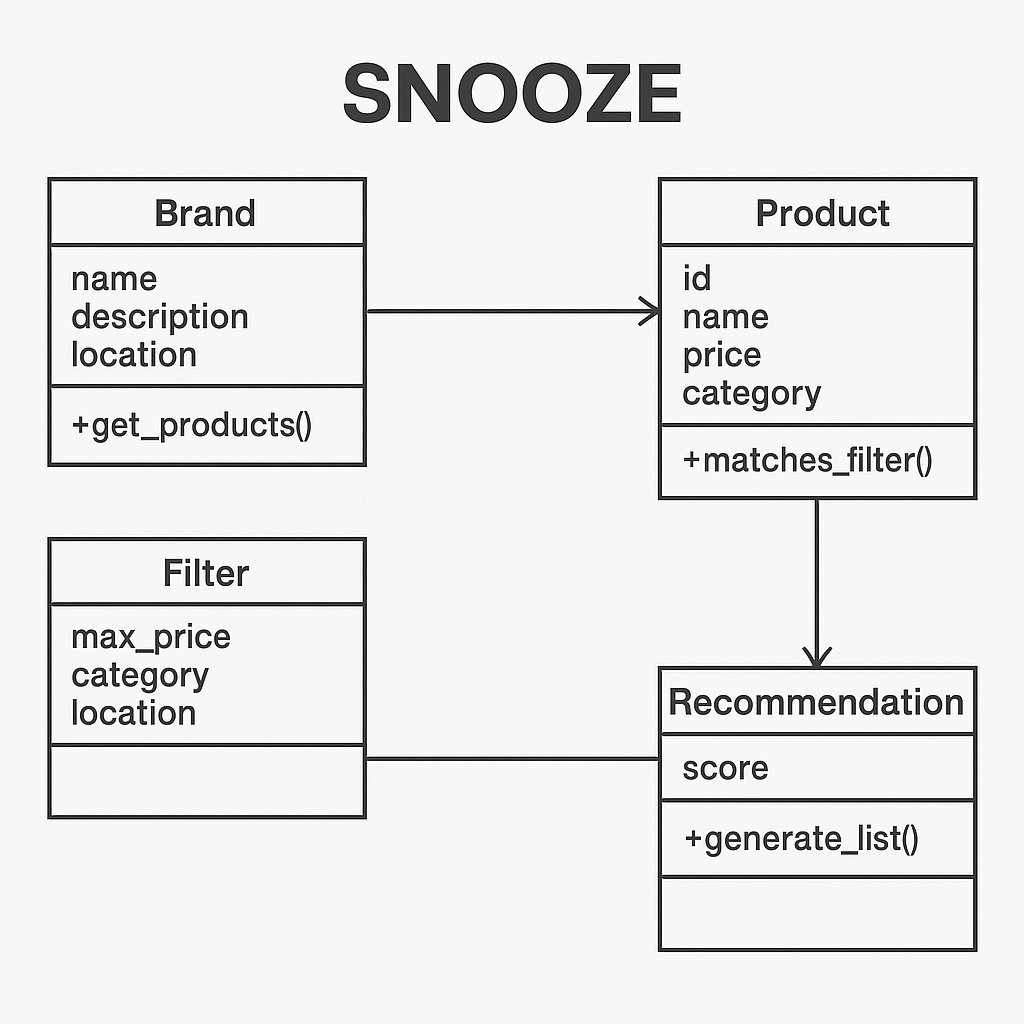 SNOOZE
Brand
name
description
location
+get_products()
Product
id
name
price
category
+matches_filter()
Filter
max_price
category
location
Recommendation
score
+generate_list()